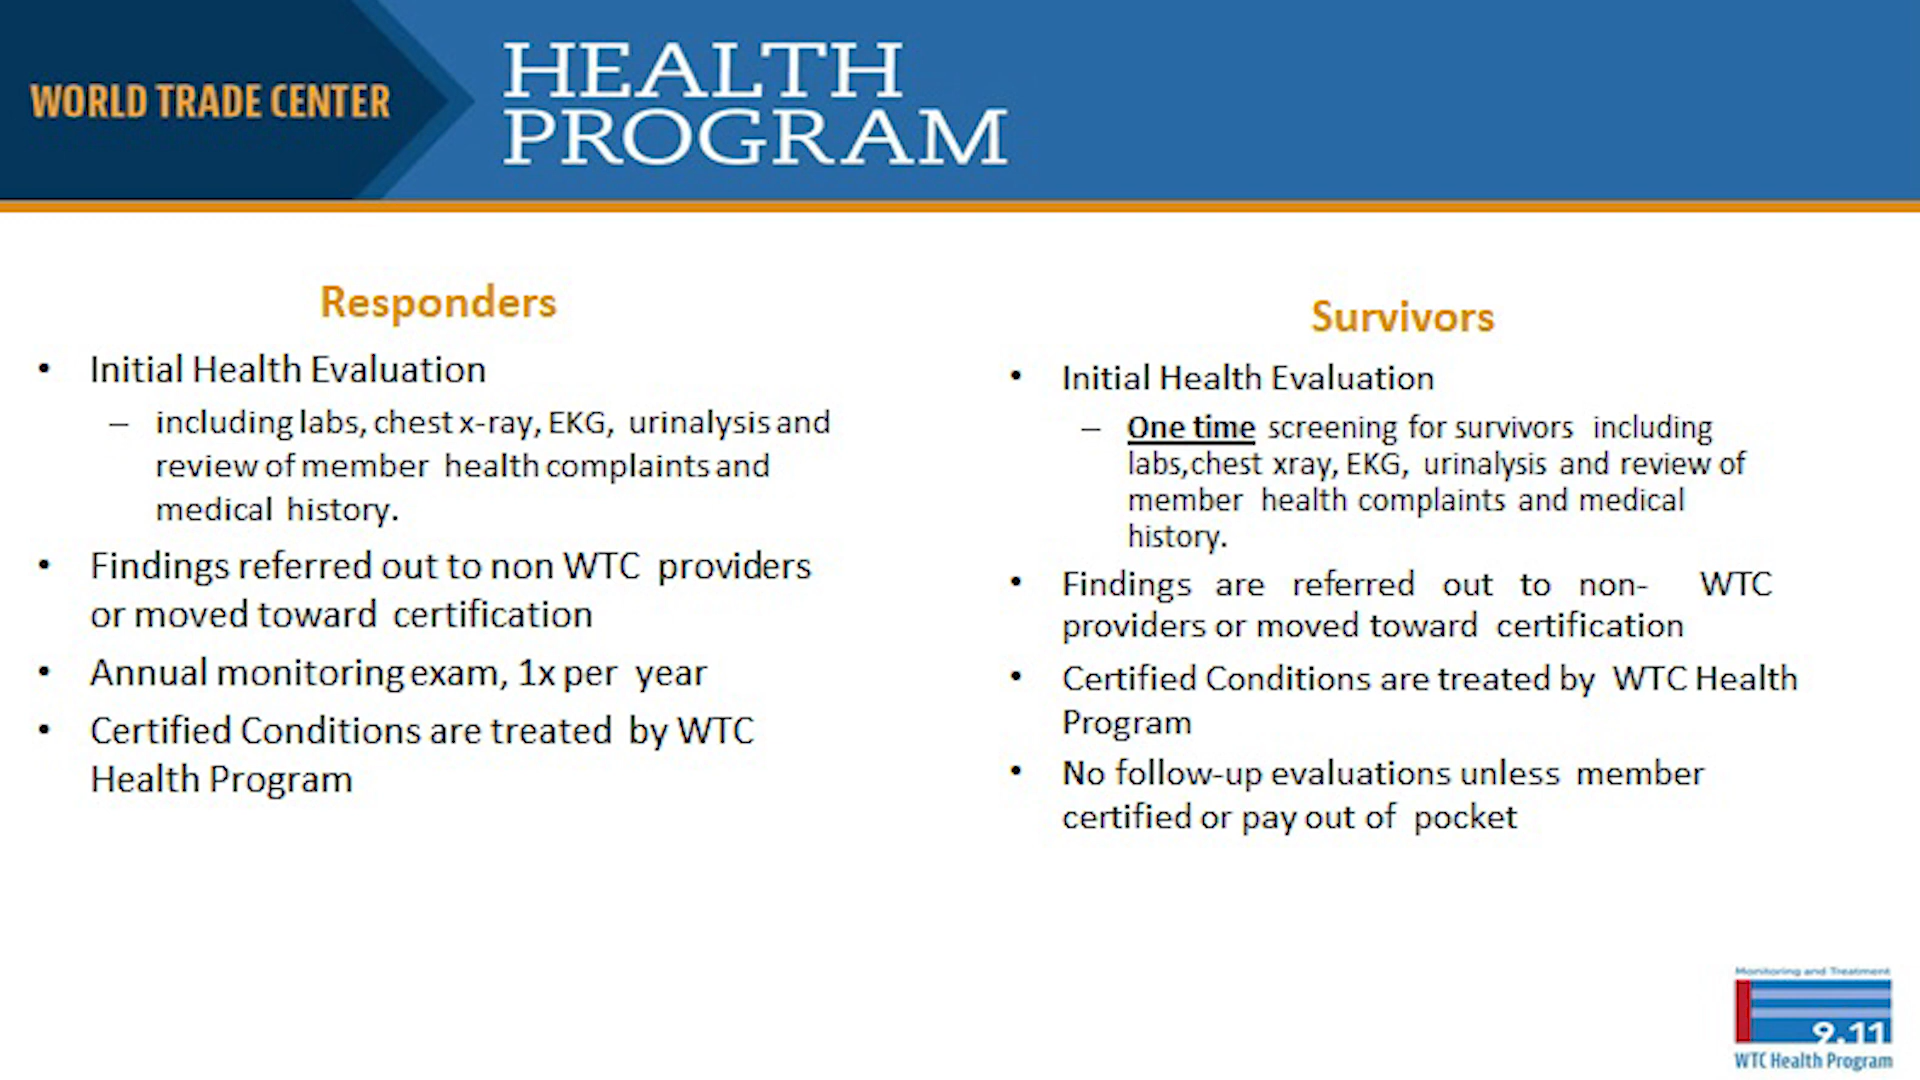 WORLD TRADE CENTER
HEALTH
PROGRAM
Responders
• Initial Health Evaluation
– including labs, chest x-ray, EKG, urinalysis and
review of member health complaints and
medical history.
• Findings referred out to non WTC providers
or moved toward certification
• Annual monitoring exam, 1x per year
• Certified Conditions are treated by WTC
Health Program
Survivors
• Initial Health Evaluation
– One time screening for survivors including
labs,chest xray, EKG, urinalysis and review of
member health complaints and medical
history.
• Findings are referred out to non- WTC
providers or moved toward certification
• Certified Conditions are treated by WTC Health
Program
• No follow-up evaluations unless member
certified or pay out of pocket
Monitoring and Treatment
9.11
WTC Health Program